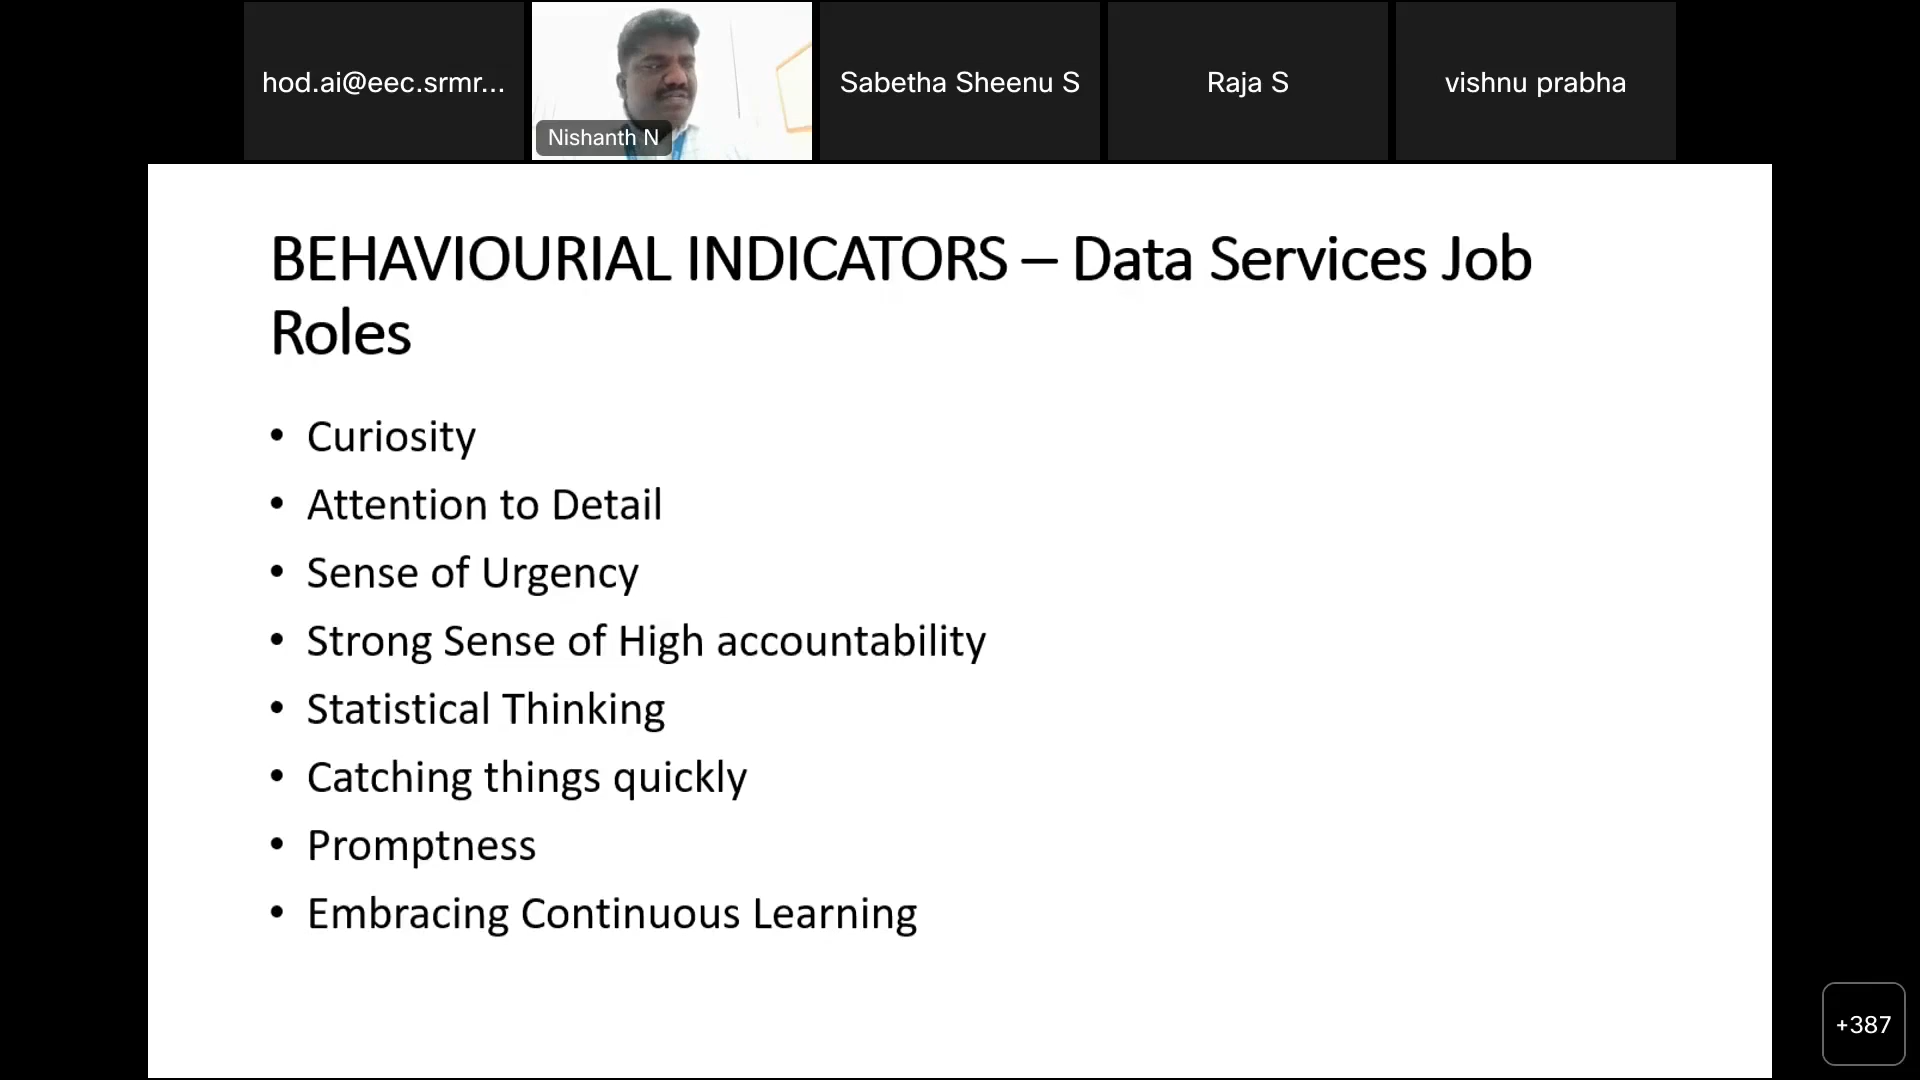 hod.ai@eec.srmr...
Nishanth N
Sabetha Sheenu S
Raja S
vishnu prabha
BEHAVIOURIAL INDICATORS – Data Services Job
Roles
• Curiosity
• Attention to Detail
• Sense of Urgency
• Strong Sense of High accountability
• Statistical Thinking
• Catching things quickly
• Promptness
• Embracing Continuous Learning
+387